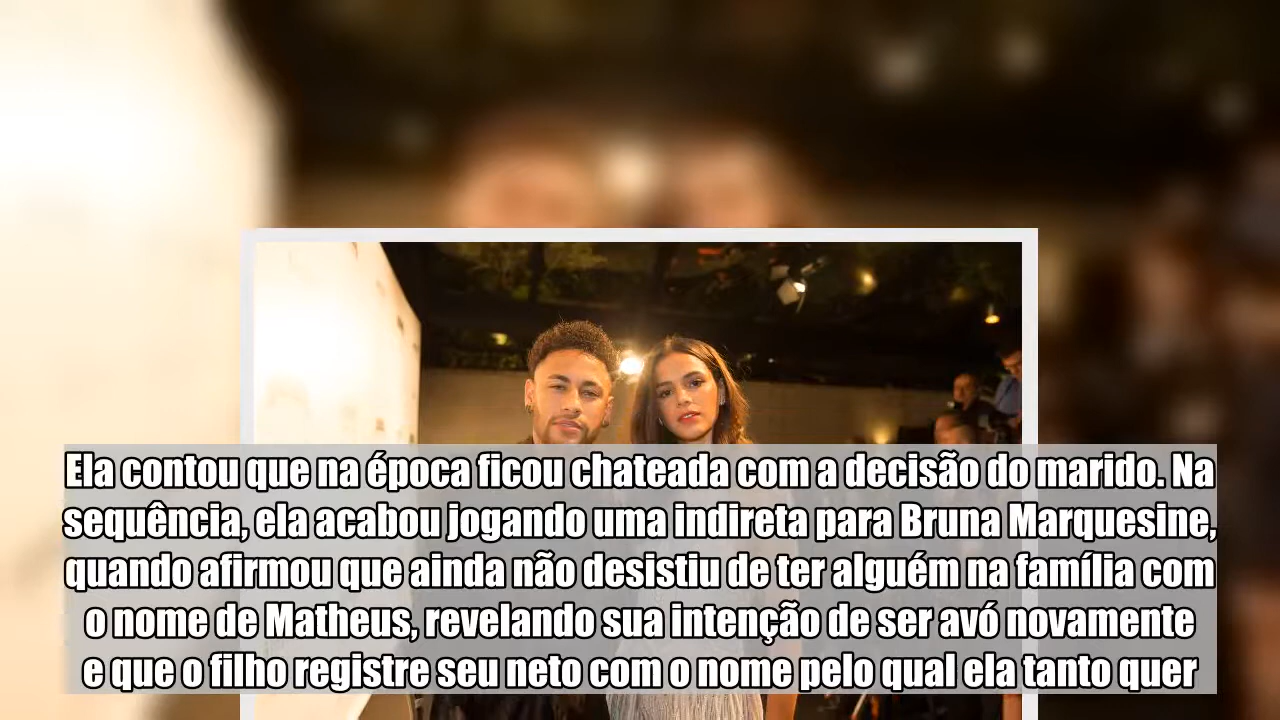 Ela contou que na época ficou chateada com a decisão do marido. Na
sequência, ela acabou jogando uma indireta para Bruna Marquesine,
quando afirmou que ainda não desistiu de ter alguém na família com
o nome de Matheus, revelando sua intenção de ser avó novamente
e que o filho registre seu neto com o nome pelo qual ela tanto quer